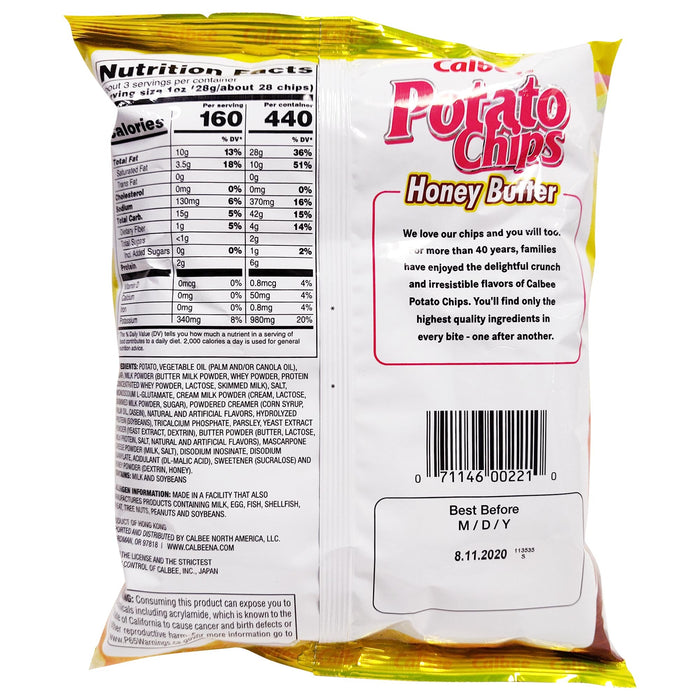 Nutrition Facts
about 3 servings per container
serving size 1oz (28g/about 28 chips)
Per serving Per container
Calories 160 440
% DV* % DV*
Total Fat 10g 13% 28g 36%
Saturated Fat 3.5g 18% 10g 51%
Trans Fat 0g 0g
Cholesterol 0mg 0% 0mg 0%
Sodium 130mg 6% 370mg 16%
Total Carb. 15g 5% 42g 15%
Dietary Fiber 1g 5% 4g 14%
Total Sugars <1g 2g
Incl. Added Sugars 0g 0% 1g 2%
Protein 2g 6g
Vitamin D 0mcg 0% 0.8mcg 4%
Calcium 0mg 0% 50mg 4%
Iron 0mg 0% 0.8mg 4%
Potassium 340mg 8% 980mg 20%
The % Daily Value (DV) tells you how much a nutrient in a serving of
food contributes to a daily diet. 2,000 calories a day is used for general
nutrition advice.
INGREDIENTS: POTATO, VEGETABLE OIL (PALM AND/OR CANOLA OIL),
MILK POWDER (BUTTER MILK POWDER, WHEY POWDER, PROTEIN
CONCENTRATED WHEY POWDER, LACTOSE, SKIMMED MILK), SALT,
MONOSODIUM L-GLUTAMATE, CREAM MILK POWDER (CREAM, LACTOSE,
SKIMMED MILK POWDER, SUGAR), POWDERED CREAMER (CORN SYRUP,
PALM OIL, CASEIN), NATURAL AND ARTIFICIAL FLAVORS, HYDROLYZED
PROTEIN (SOYBEANS), TRICALCIUM PHOSPHATE, PARSLEY, YEAST EXTRACT
POWDER (YEAST EXTRACT, DEXTRIN), BUTTER POWDER (BUTTER, LACTOSE,
MILK PROTEIN, SALT, NATURAL AND ARTIFICIAL FLAVORS), MASCARPONE
CHEESE POWDER (MILK, SALT), DISODIUM INOSINATE, DISODIUM
GUANYLATE, ACIDULANT (DL-MALIC ACID), SWEETENER (SUCRALOSE) AND
HONEY POWDER (DEXTRIN, HONEY).
CONTAINS: MILK AND SOYBEANS
ALLERGEN INFORMATION: MADE IN A FACILITY THAT ALSO
MANUFACTURES PRODUCTS CONTAINING MILK, EGG, FISH, SHELLFISH,
WHEAT, TREE NUTS, PEANUTS AND SOYBEANS.
PRODUCT OF HONG KONG
IMPORTED AND DISTRIBUTED BY CALBEE NORTH AMERICA, LLC.
BOARDMAN, OR 97818 | WWW.CALBEENA.COM
THE LICENSE AND THE STRICTEST
CONTROL OF CALBEE, INC., JAPAN
WARNING: Consuming this product can expose you to
chemicals including acrylamide, which is known to the
State of California to cause cancer and birth defects or
other reproductive harm. For more information go to
www.P65Warnings.ca.gov/food
Calbee
Potato
Chips
Honey Butter
We love our chips and you will too.
For more than 40 years, families
have enjoyed the delightful crunch
and irresistible flavors of Calbee
Potato Chips. You'll find only the
highest quality ingredients in
every bite - one after another.
0 71146 00221 0
Best Before
M / D / Y
8.11.2020 113535
S